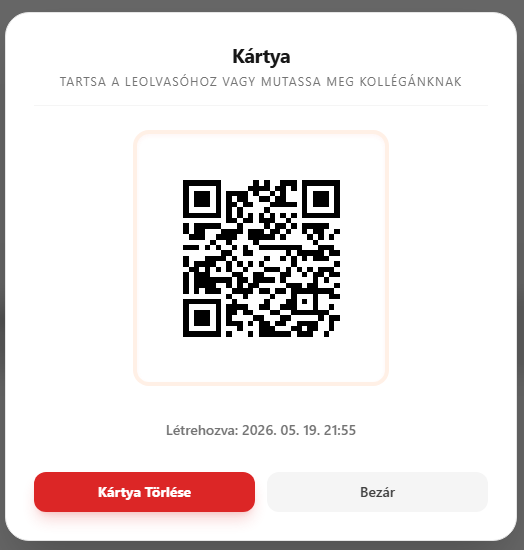 Kártya
TARTSA A LEOLVASÓHOZ VAGY MUTASSA MEG KOLLÉGÁNKNAK
Létrehozva: 2026. 05. 19. 21:55
Kártya Törlése
Bezár